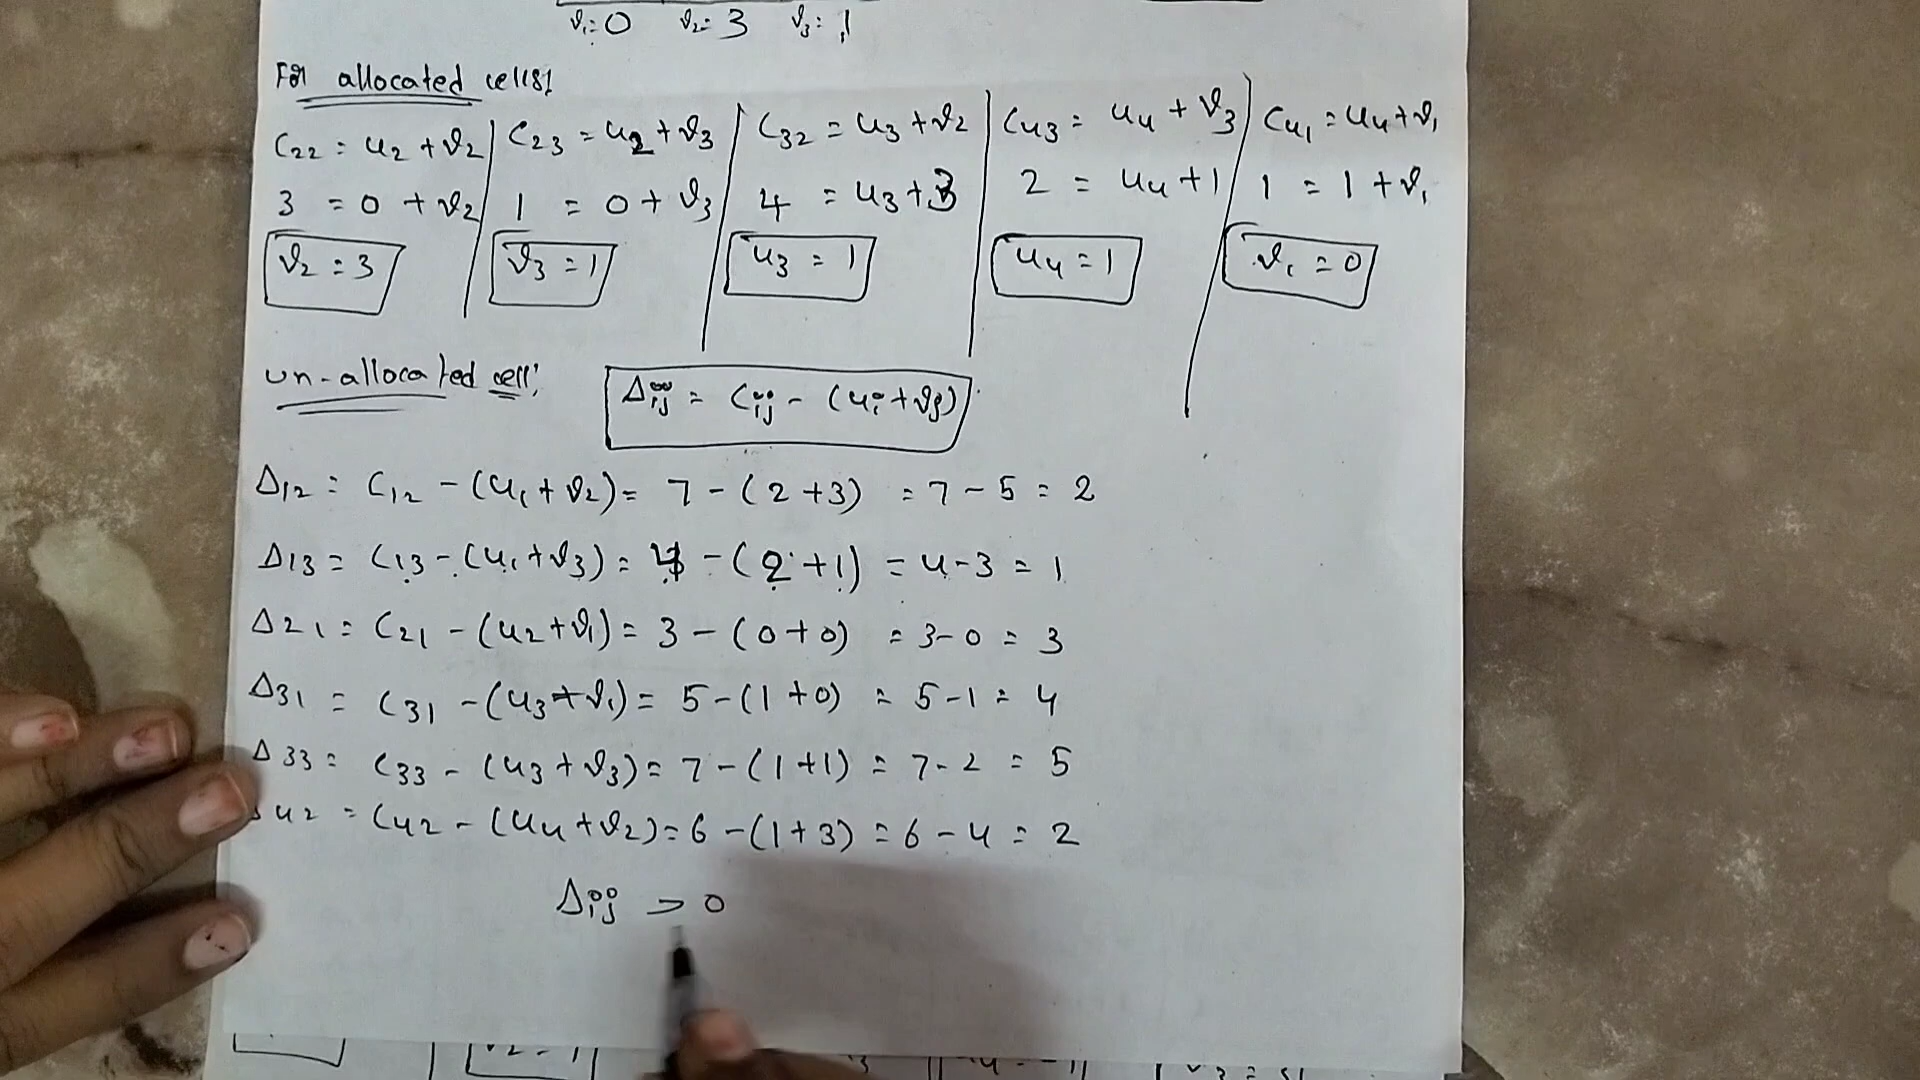 v₁=0 v₂=3 v₃=1
For allocated cells:
C₂₂ = u₂ + v₂ C₂₃ = u₂ + v₃ C₃₂ = u₃ + v₂ C₄₃ = u₄ + v₃ C₄₁ = u₄ + v₁
3 = 0 + v₂ 1 = 0 + v₃ 4 = u₃ + 3 2 = u₄ + 1 1 = 1 + v₁
v₂ = 3 v₃ = 1 u₃ = 1 u₄ = 1 v₁ = 0
un-allocated cell: Δij = Cij - (ui + vj)
Δ12 = C12 - (u₁ + v₂) = 7 - (2 + 3) = 7 - 5 = 2
Δ13 = C13 - (u₁ + v₃) = 4 - (2 + 1) = 4 - 3 = 1
Δ21 = C21 - (u₂ + v₁) = 3 - (0 + 0) = 3 - 0 = 3
Δ31 = C31 - (u₃ + v₁) = 5 - (1 + 0) = 5 - 1 = 4
Δ33 = C33 - (u₃ + v₃) = 7 - (1 + 1) = 7 - 2 = 5
Δ42 = C42 - (u₄ + v₂) = 6 - (1 + 3) = 6 - 4 = 2
Δij > 0